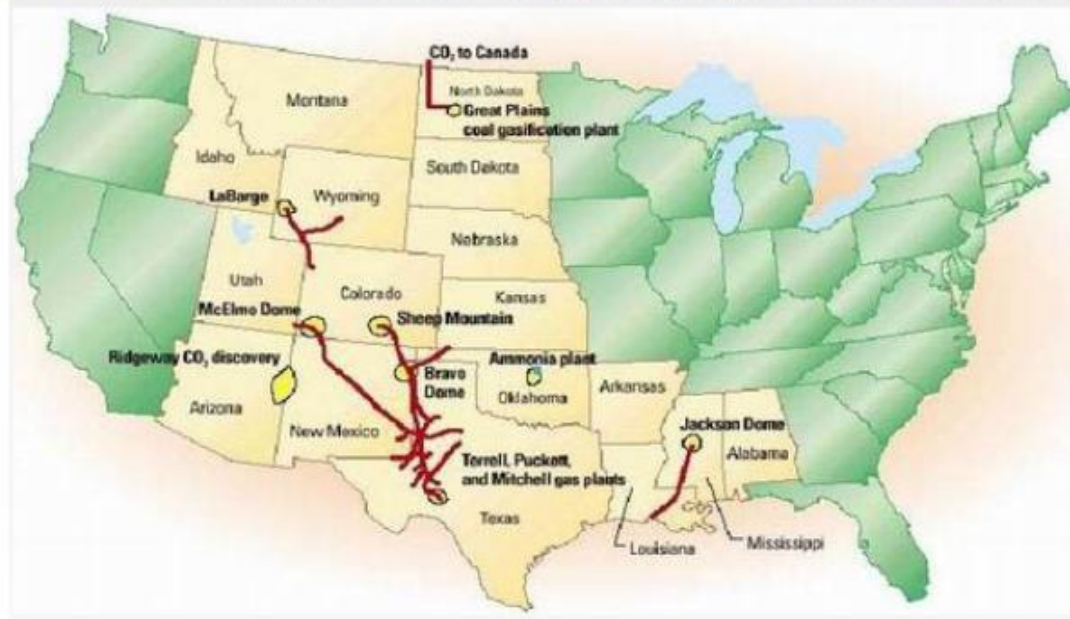 CO₂ to Canada
North Dakota
Great Plains
coal gasification plant
Montana
Idaho
South Dakota
LaBarge
Wyoming
Nebraska
Utah
Colorado
Kansas
McElmo Dome
Sheep Mountain
Ridgeway CO₂ discovery
Bravo
Dome
Ammonia plant
Oklahoma
Arkansas
Arizona
New Mexico
Jackson Dome
Alabama
Terrell, Puckett,
and Mitchell gas plants
Texas
Louisiana
Mississippi